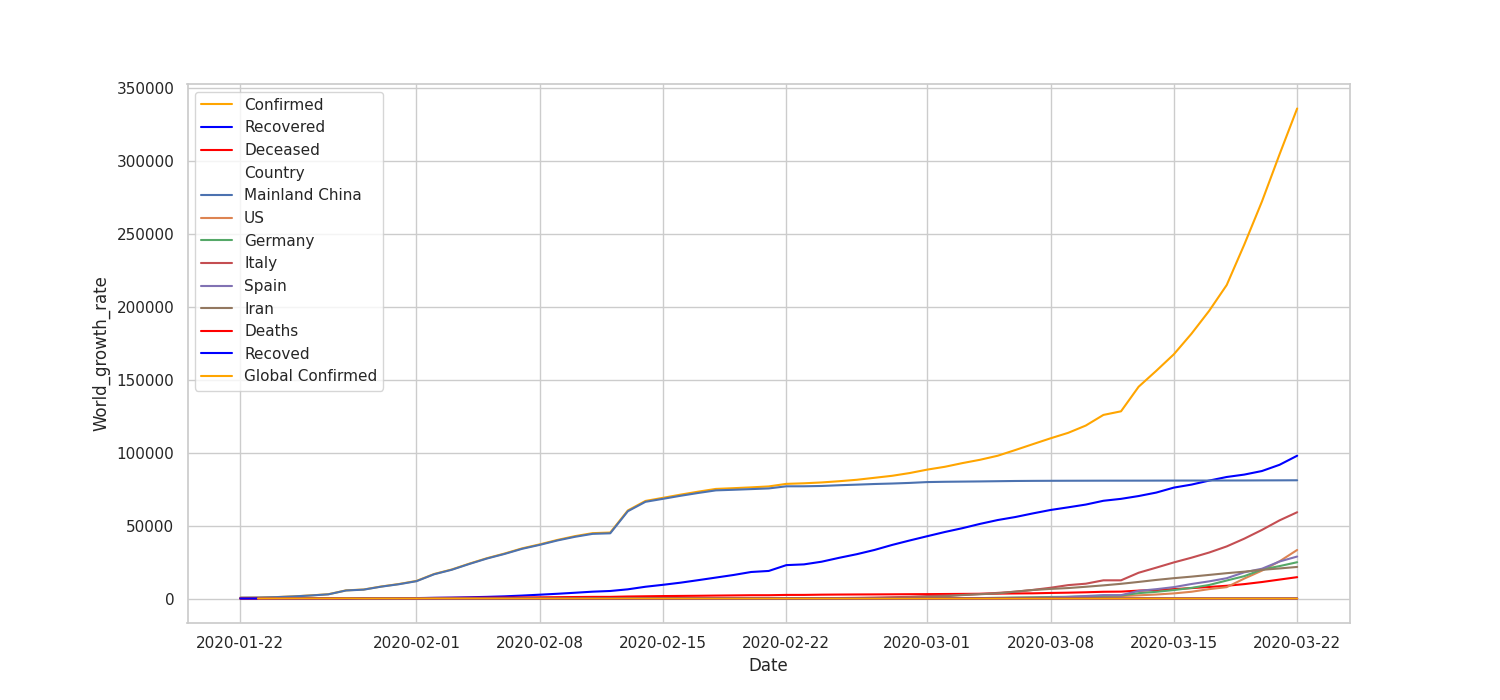 350000
300000
250000
200000
150000
100000
50000
0
World_growth_rate
Confirmed
Recovered
Deceased
Country
Mainland China
US
Germany
Italy
Spain
Iran
Deaths
Recoved
Global Confirmed
2020-01-22
2020-02-01
2020-02-08
2020-02-15
2020-02-22
2020-03-01
2020-03-08
2020-03-15
2020-03-22
Date